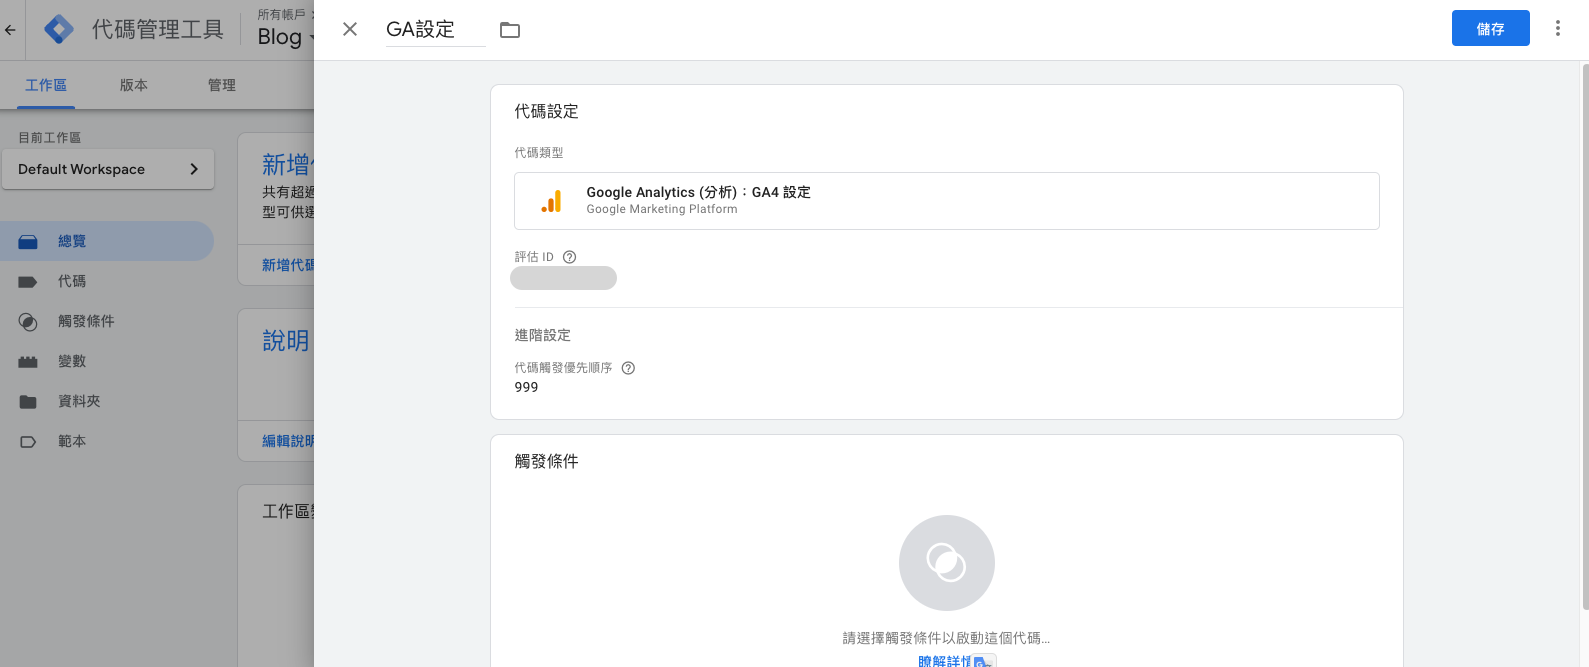 代碼管理工具
所有帳戶
Blog
GA設定
儲存
工作區
版本
管理
目前工作區
Default Workspace
總覽
代碼
觸發條件
變數
資料夾
範本
新增
共有超過
型可供選
新增代碼
說明
編輯說明
工作區
代碼設定
代碼類型
Google Analytics (分析)：GA4 設定
Google Marketing Platform
評估 ID
進階設定
代碼觸發優先順序
999
觸發條件
請選擇觸發條件以啟動這個代碼...
瞭解詳情